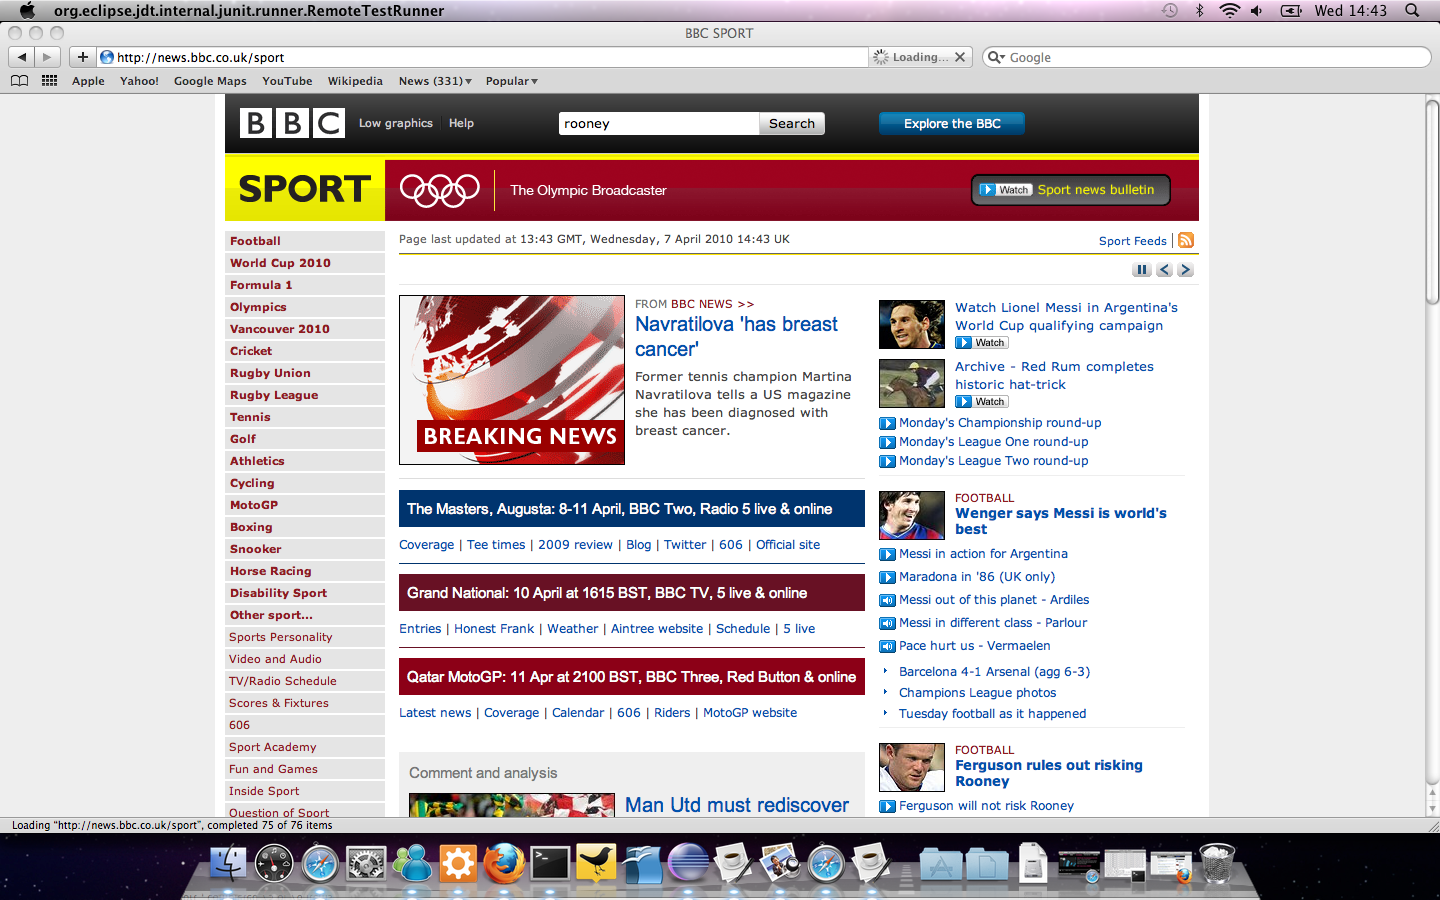 org.eclipse.jdt.internal.junit.runner.RemoteTestRunner
Wed 14:43
BBC SPORT
http://news.bbc.co.uk/sport
Loading...
Google
Apple
Yahoo!
Google Maps
YouTube
Wikipedia
News (331)
Popular
BBC
Low graphics
Help
rooney
Search
Explore the BBC
SPORT
The Olympic Broadcaster
Watch Sport news bulletin
Football
World Cup 2010
Formula 1
Olympics
Vancouver 2010
Cricket
Rugby Union
Rugby League
Tennis
Golf
Athletics
Cycling
MotoGP
Boxing
Snooker
Horse Racing
Disability Sport
Other sport...
Sports Personality
Video and Audio
TV/Radio Schedule
Scores & Fixtures
606
Sport Academy
Fun and Games
Inside Sport
Question of Sport
Page last updated at 13:43 GMT, Wednesday, 7 April 2010 14:43 UK
Sport Feeds
BREAKING NEWS
FROM BBC NEWS >>
Navratilova 'has breast
cancer'
Former tennis champion Martina
Navratilova tells a US magazine
she has been diagnosed with
breast cancer.
The Masters, Augusta: 8-11 April, BBC Two, Radio 5 live & online
Coverage | Tee times | 2009 review | Blog | Twitter | 606 | Official site
Grand National: 10 April at 1615 BST, BBC TV, 5 live & online
Entries | Honest Frank | Weather | Aintree website | Schedule | 5 live
Qatar MotoGP: 11 Apr at 2100 BST, BBC Three, Red Button & online
Latest news | Coverage | Calendar | 606 | Riders | MotoGP website
Comment and analysis
Man Utd must rediscover
Watch Lionel Messi in Argentina's
World Cup qualifying campaign
Watch
Archive - Red Rum completes
historic hat-trick
Watch
Monday's Championship round-up
Monday's League One round-up
Monday's League Two round-up
FOOTBALL
Wenger says Messi is world's
best
Messi in action for Argentina
Maradona in '86 (UK only)
Messi out of this planet - Ardiles
Messi in different class - Parlour
Pace hurt us - Vermaelen
Barcelona 4-1 Arsenal (agg 6-3)
Champions League photos
Tuesday football as it happened
FOOTBALL
Ferguson rules out risking
Rooney
Ferguson will not risk Rooney
Loading "http://news.bbc.co.uk/sport", completed 75 of 76 items